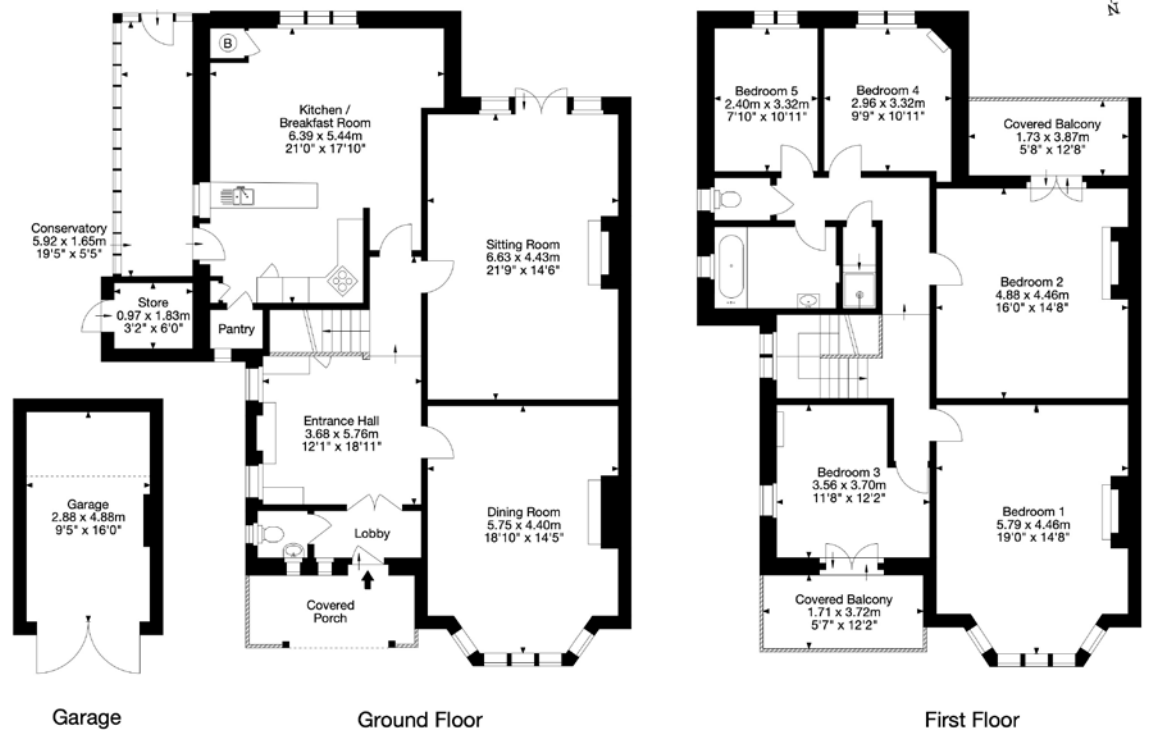 N
B
Kitchen /
Breakfast Room
6.39 x 5.44m
21'0" x 17'10"
Conservatory
5.92 x 1.65m
19'5" x 5'5"
Sitting Room
6.63 x 4.43m
21'9" x 14'6"
Store
0.97 x 1.83m
3'2" x 6'0"
Pantry
Entrance Hall
3.68 x 5.76m
12'1" x 18'11"
Garage
2.88 x 4.88m
9'5" x 16'0"
Dining Room
5.75 x 4.40m
18'10" x 14'5"
Lobby
Covered
Porch
Bedroom 5
2.40m x 3.32m
7'10" x 10'11"
Bedroom 4
2.96 x 3.32m
9'9" x 10'11"
Covered Balcony
1.73 x 3.87m
5'8" x 12'8"
Bedroom 2
4.88 x 4.46m
16'0" x 14'8"
Bedroom 3
3.56 x 3.70m
11'8" x 12'2"
Bedroom 1
5.79 x 4.46m
19'0" x 14'8"
Covered Balcony
1.71 x 3.72m
5'7" x 12'2"
Garage
Ground Floor
First Floor